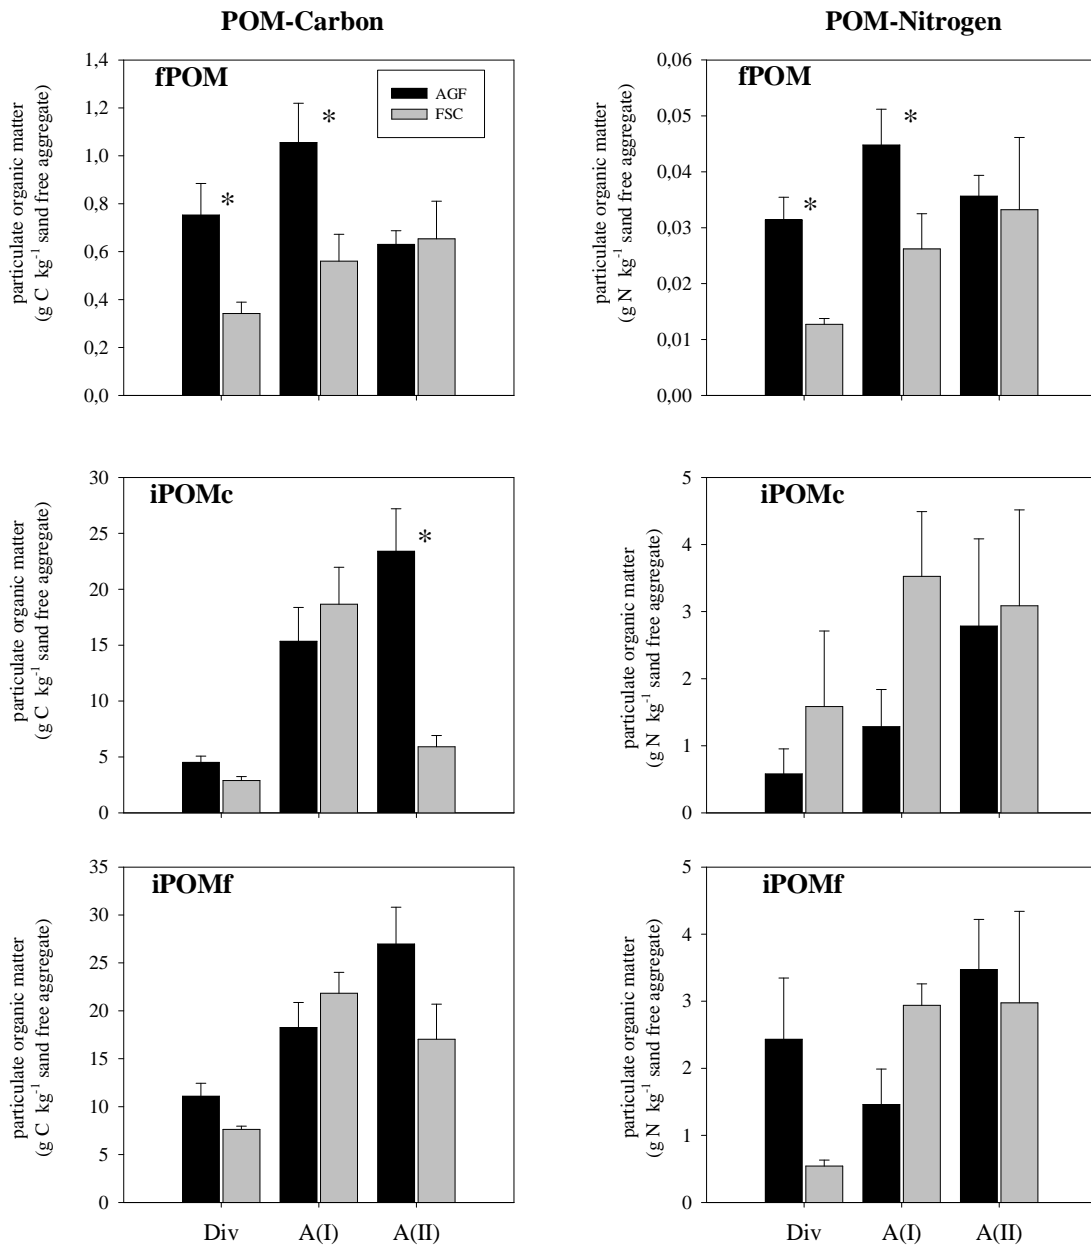 POM-Carbon
POM-Nitrogen
fPOM
AGF
FSC
particulate organic matter
(g C kg-1 sand free aggregate)
1,4
1,2
1,0
0,8
0,6
0,4
0,2
0,0
*
*
fPOM
particulate organic matter
(g N kg-1 sand free aggregate)
0,06
0,05
0,04
0,03
0,02
0,01
0,00
*
*
iPOMc
particulate organic matter
(g C kg-1 sand free aggregate)
30
25
20
15
10
5
0
*
iPOMc
particulate organic matter
(g N kg-1 sand free aggregate)
5
4
3
2
1
0
iPOMf
particulate organic matter
(g C kg-1 sand free aggregate)
35
30
25
20
15
10
5
0
Div A(I) A(II)
iPOMf
particulate organic matter
(g N kg-1 sand free aggregate)
5
4
3
2
1
0
Div A(I) A(II)